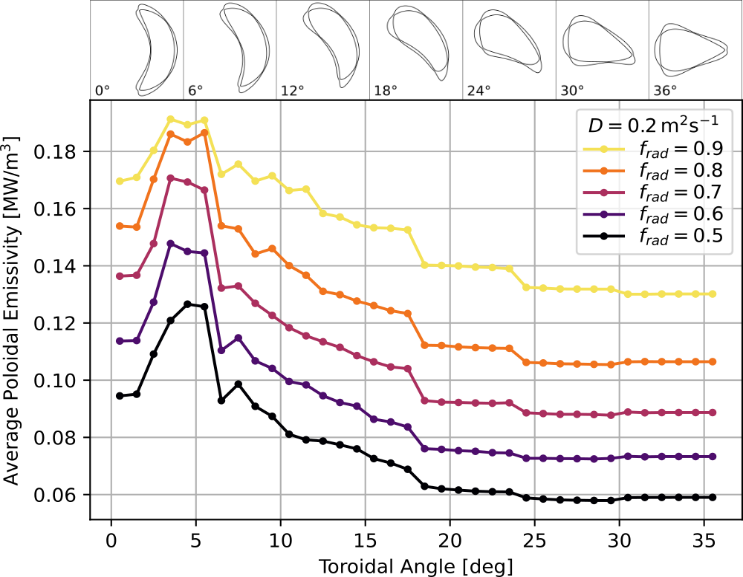 0° 6° 12° 18° 24° 30° 36°
D = 0.2 m²s⁻¹
f_rad = 0.9
f_rad = 0.8
f_rad = 0.7
f_rad = 0.6
f_rad = 0.5
Average Poloidal Emissivity [MW/m³]
0.18
0.16
0.14
0.12
0.10
0.08
0.06
0 5 10 15 20 25 30 35
Toroidal Angle [deg]